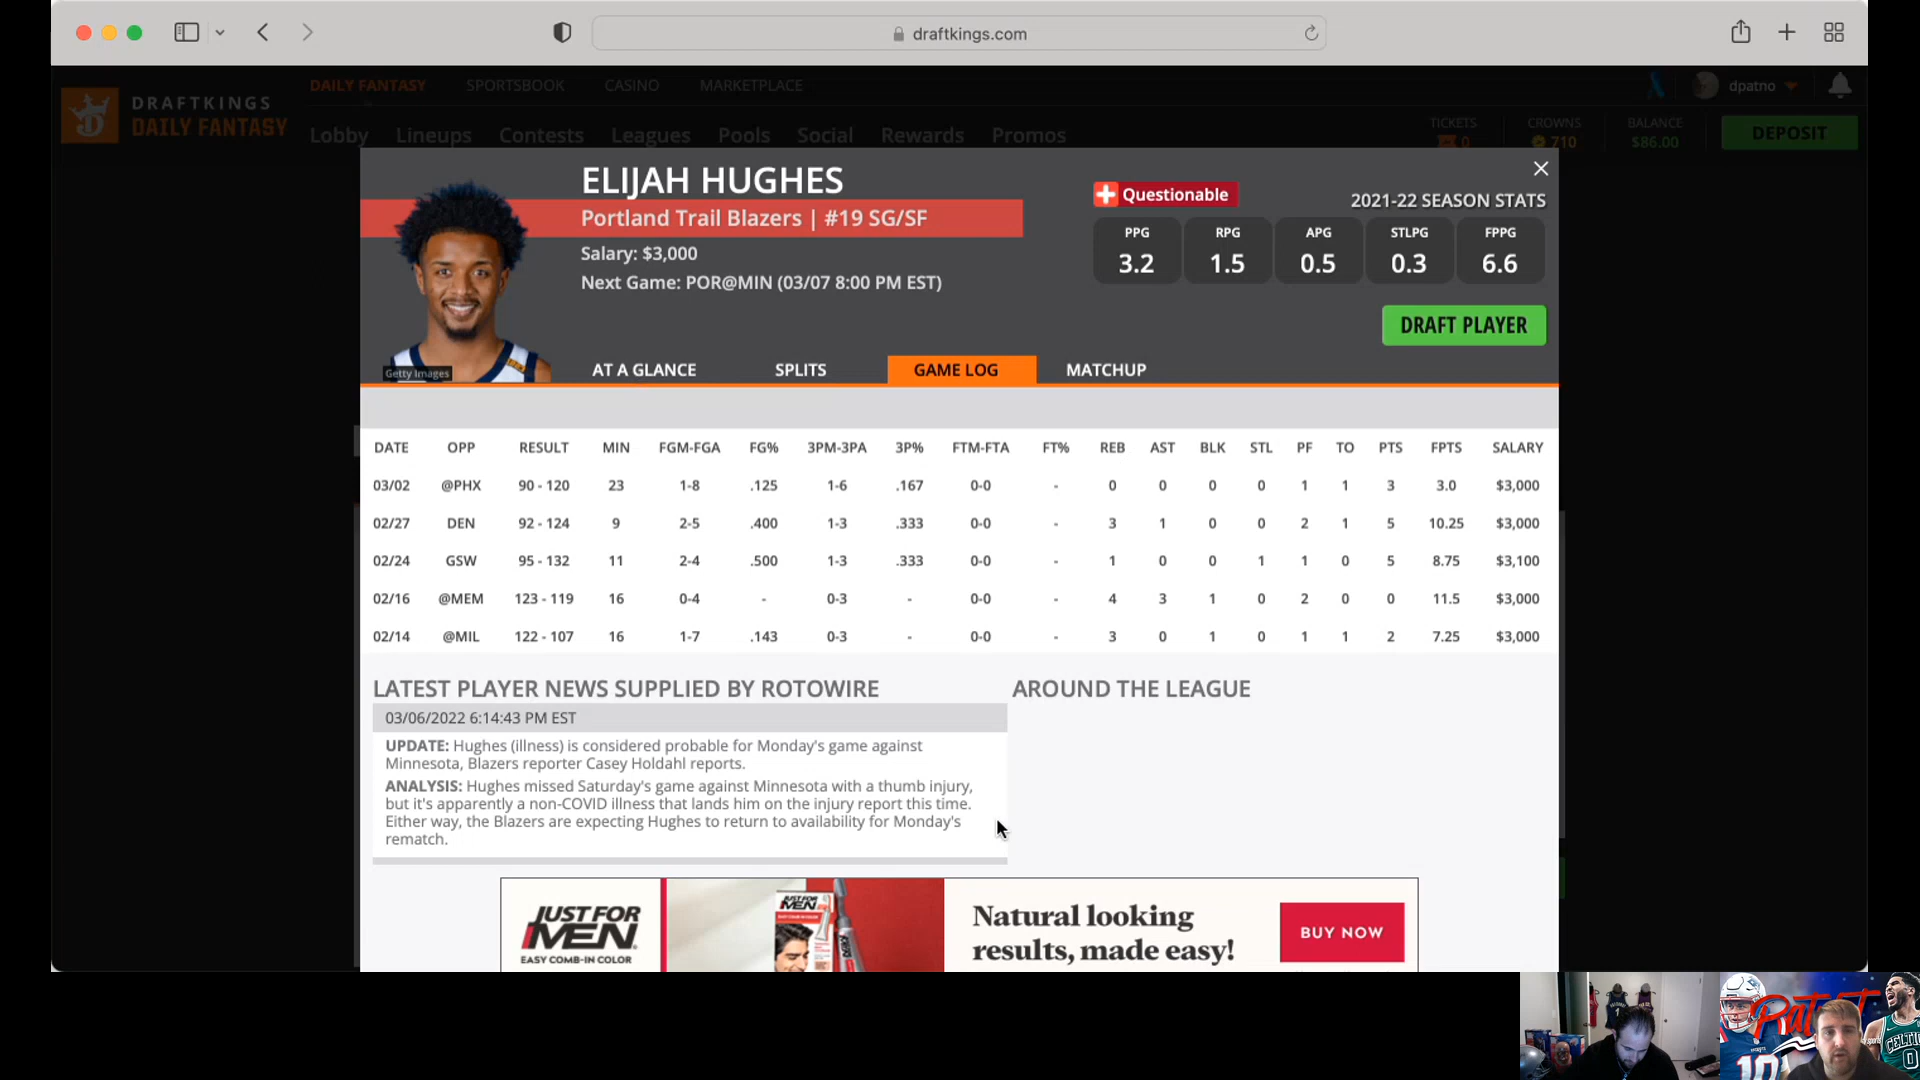 draftkings.com
DRAFTKINGS
DAILY FANTASY
DAILY FANTASY SPORTSBOOK CASINO MARKETPLACE
dpatno
Lobby Lineups Contests Leagues Pools Social Rewards Promos
TICKETS CROWNS BALANCE
0 710 $86.00
DEPOSIT
ELIJAH HUGHES
Portland Trail Blazers | #19 SG/SF
Salary: $3,000
Next Game: POR@MIN (03/07 8:00 PM EST)
Questionable
2021-22 SEASON STATS
PPG RPG APG STLPG FPPG
3.2 1.5 0.5 0.3 6.6
DRAFT PLAYER
Getty Images
AT A GLANCE SPLITS GAME LOG MATCHUP
DATE OPP RESULT MIN FGM-FGA FG% 3PM-3PA 3P% FTM-FTA FT% REB AST BLK STL PF TO PTS FPTS SALARY
03/02 @PHX 90 - 120 23 1-8 .125 1-6 .167 0-0 - 0 0 0 0 1 1 3 3.0 $3,000
02/27 DEN 92 - 124 9 2-5 .400 1-3 .333 0-0 - 3 1 0 0 2 1 5 10.25 $3,000
02/24 GSW 95 - 132 11 2-4 .500 1-3 .333 0-0 - 1 0 0 1 1 0 5 8.75 $3,100
02/16 @MEM 123 - 119 16 0-4 - 0-3 - 0-0 - 4 3 1 0 2 0 0 11.5 $3,000
02/14 @MIL 122 - 107 16 1-7 .143 0-3 - 0-0 - 3 0 1 0 1 1 2 7.25 $3,000
LATEST PLAYER NEWS SUPPLIED BY ROTOWIRE
AROUND THE LEAGUE
03/06/2022 6:14:43 PM EST
UPDATE: Hughes (illness) is considered probable for Monday's game against
Minnesota, Blazers reporter Casey Holdahl reports.
ANALYSIS: Hughes missed Saturday's game against Minnesota with a thumb injury,
but it's apparently a non-COVID illness that lands him on the injury report this time.
Either way, the Blazers are expecting Hughes to return to availability for Monday's
rematch.
JUST FOR
MEN
EASY COMB-IN COLOR
JUST FOR
MEN
Natural looking
results, made easy!
BUY NOW
CELTIC
0
10